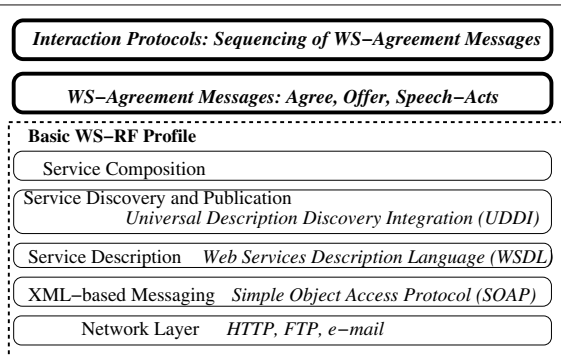 Interaction Protocols: Sequencing of WS−Agreement Messages
WS−Agreement Messages: Agree, Offer, Speech−Acts
Basic WS−RF Profile
Service Composition
Service Discovery and Publication
Universal Description Discovery Integration (UDDI)
Service Description Web Services Description Language (WSDL)
XML−based Messaging Simple Object Access Protocol (SOAP)
Network Layer HTTP, FTP, e−mail